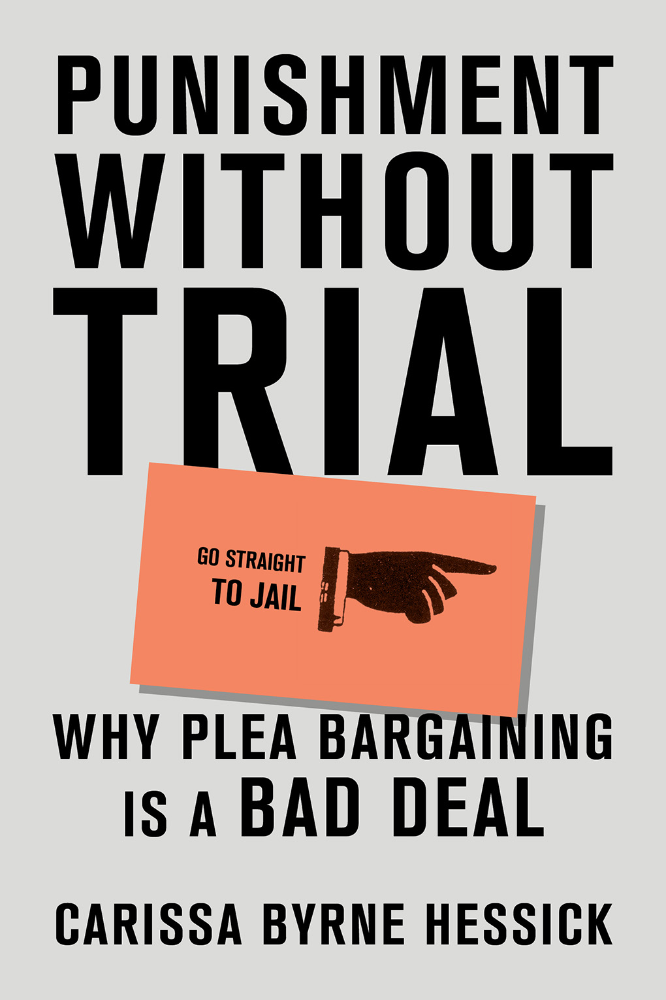 PUNISHMENT
WITHOUT
TRIAL
GO STRAIGHT
TO JAIL
WHY PLEA BARGAINING
IS A BAD DEAL
CARISSA BYRNE HESSICK